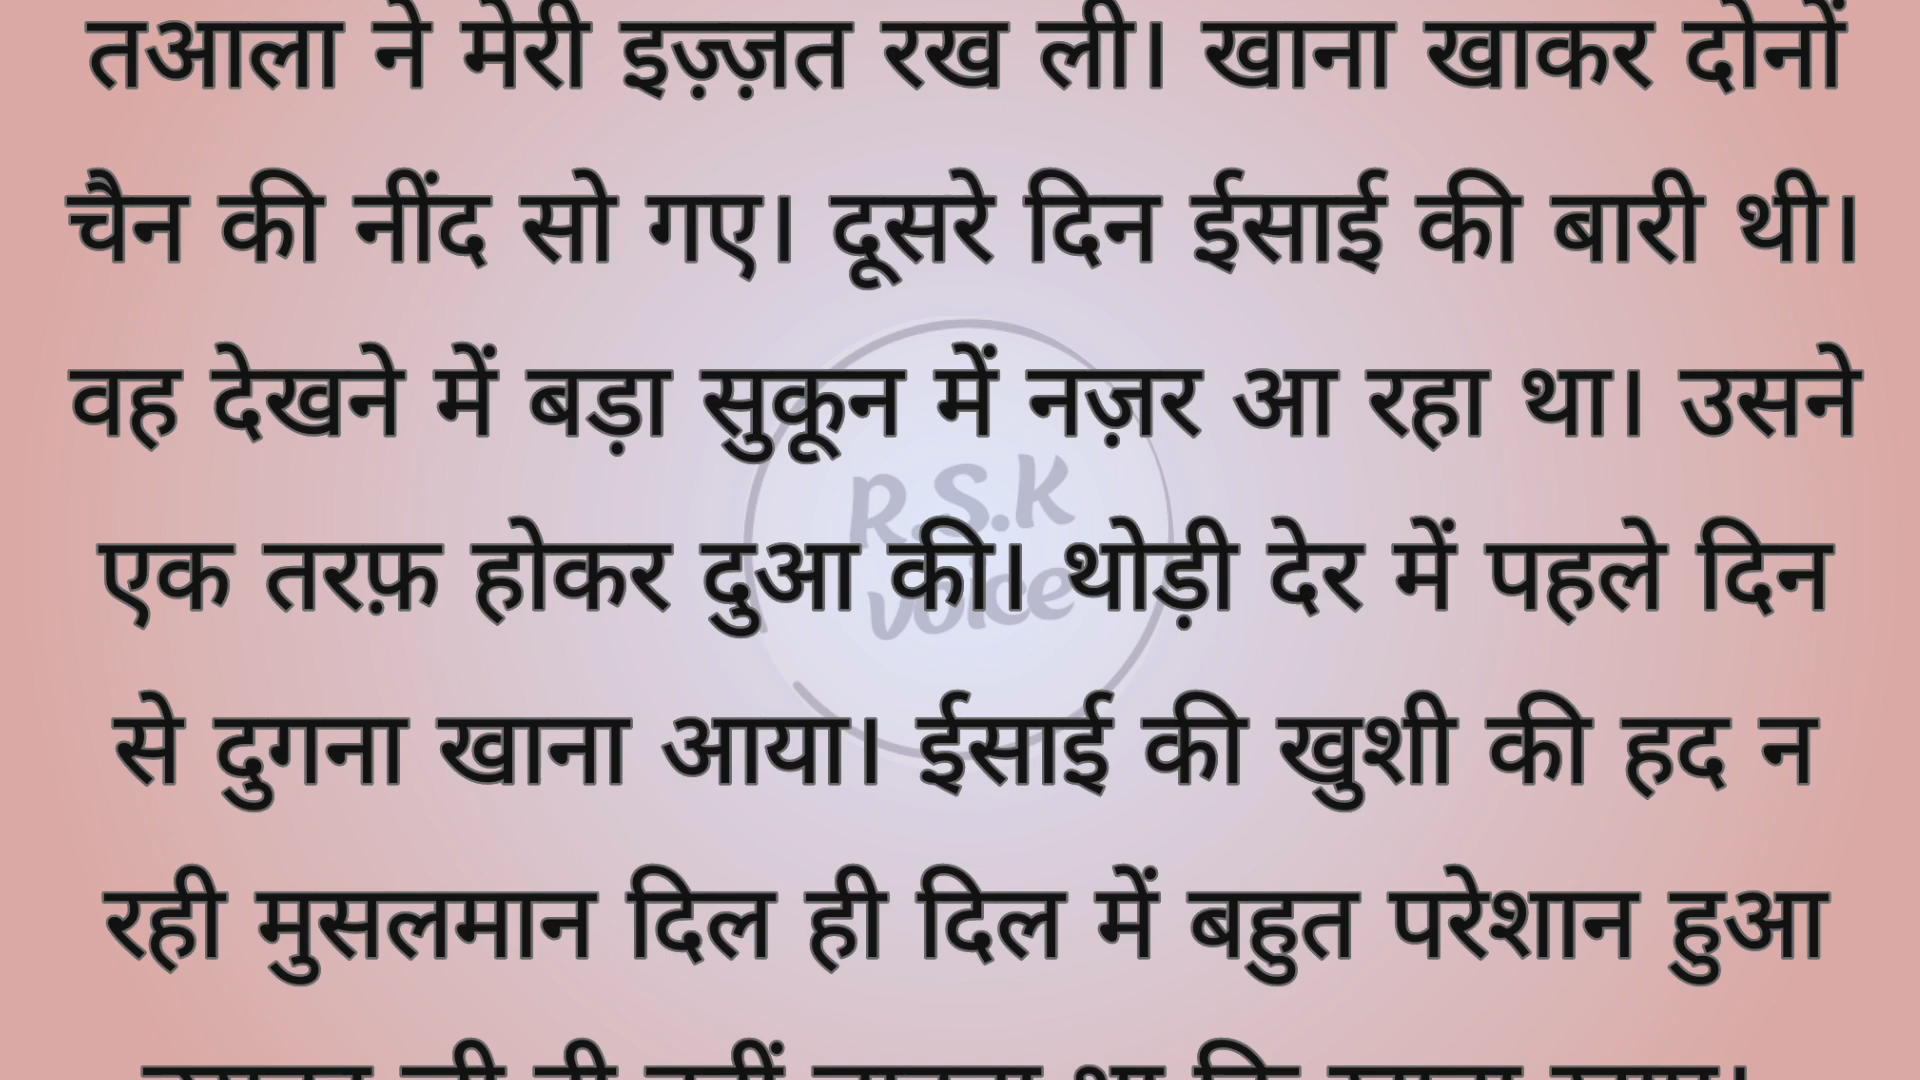 तआला ने मेरी इज़्ज़त रख ली। खाना खाकर दोनों
चैन की नींद सो गए। दूसरे दिन ईसाई की बारी थी।
वह देखने में बड़ा सुकून में नज़र आ रहा था। उसने
R.S.K
एक तरफ़ होकर दुआ की। थोड़ी देर में पहले दिन
voice
से दुगना खाना आया। ईसाई की खुशी की हद न
रही मुसलमान दिल ही दिल में बहुत परेशान हुआ